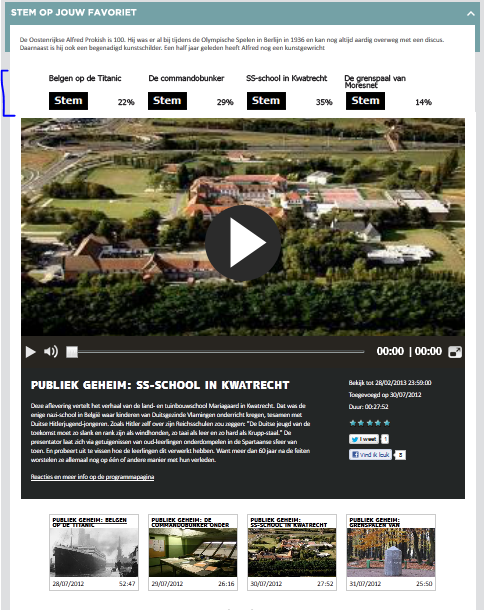 STEM OP JOUW FAVORIET
De Oostenrijkse Alfred Prokish is 100. Hij was er al bij tijdens de Olympische Spelen in Berlijn in 1936 en kan nog altijd aardig overweg met een discus.
Daarnaast is hij ook een begenadigd kunstschilder. Een half jaar geleden heeft Alfred nog een kunstgewricht
Belgen op de Titanic
De commandobunker
SS-school in Kwatrecht
De grenspaal van
Moresnet
Stem 22%
Stem 29%
Stem 35%
Stem 14%
00:00 | 00:00
PUBLIEK GEHEIM: SS-SCHOOL IN KWATRECHT
Deze aflevering vertelt het verhaal van de land- en tuinbouwschool Mariagaard in Kwatrecht. Dat was de
enige nazi-school in België waar kinderen van Duitsgezinde Vlamingen onderricht kregen, tesamen met
Duitse Hitlerjugend-jongeren. Zoals Hitler zelf over zijn Reichsschulen zou zeggen: "De Duitse jeugd van de
toekomst moet zo slank en rank zijn als windhonden, zo taai als leer en zo hard als Krupp-staal." De
presentator laat zich via getuigenissen van oud-leerlingen onderdompelen in de Spartaanse sfeer van
toen. En probeert uit te vissen hoe de leerlingen dit verwerkt hebben. Want meer dan 60 jaar na de feiten
worstelen ze allemaal nog op één of andere manier met hun verleden.
Reacties en meer info op de programmapagina
Bekijk tot 28/02/2013 23:59:00
Toegevoegd op 30/07/2012
Duur: 00:27:52
Tweet 1
Vind ik leuk 5
PUBLIEK GEHEIM: BELGEN
OP DE TITANIC
28/07/2012 52:47
PUBLIEK GEHEIM: DE
COMMANDOBUNKER ONDER
29/07/2012 26:16
PUBLIEK GEHEIM:
SS-SCHOOL IN KWATRECHT
30/07/2012 27:52
PUBLIEK GEHEIM:
GRENSPALEN VAN
31/07/2012 25:50